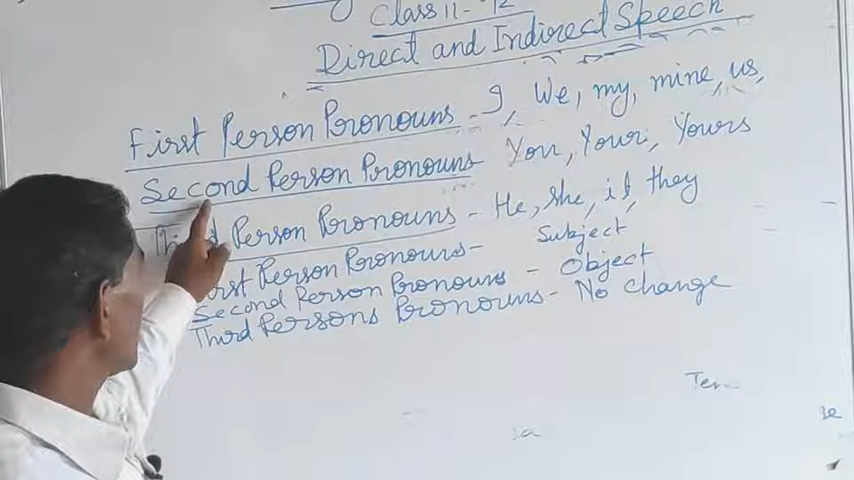 Class 11-12
Direct and Indirect Speech
First Person Pronouns - I, We, my, mine, us,
Second Person Pronouns You, Your, Yours
Third Person Pronouns - He, she, it, they
First Person Pronouns - Subject
Second Person Pronouns - Object
Third Persons Pronouns - No change